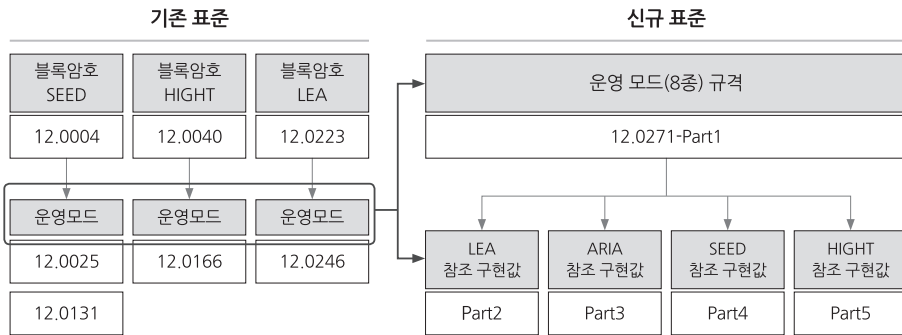 기존 표준
신규 표준
블록암호
SEED
블록암호
HIGHT
블록암호
LEA
12.0004
12.0040
12.0223
운영모드
운영모드
운영모드
12.0025
12.0166
12.0246
12.0131
운영 모드(8종) 규격
12.0271-Part1
LEA
참조 구현값
ARIA
참조 구현값
SEED
참조 구현값
HIGHT
참조 구현값
Part2
Part3
Part4
Part5